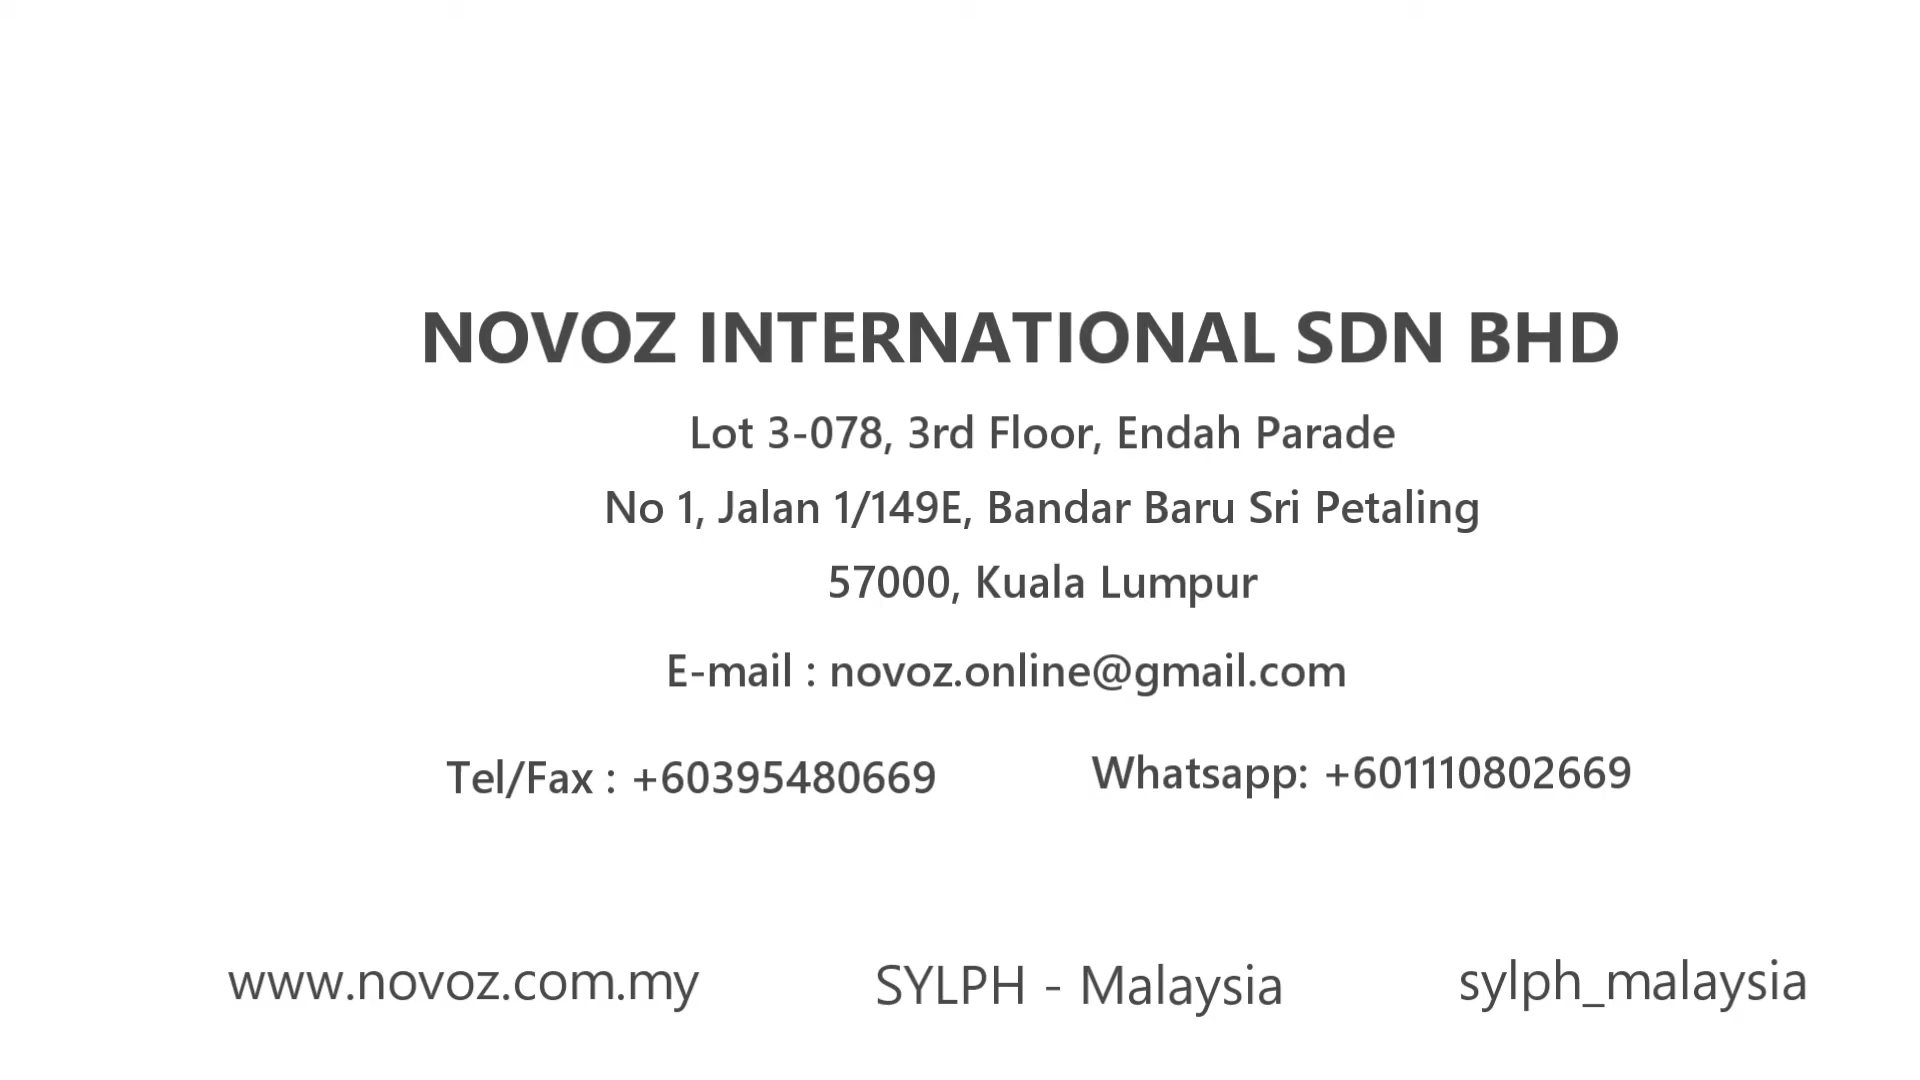 NOVOZ INTERNATIONAL SDN BHD
Lot 3-078, 3rd Floor, Endah Parade
No 1, Jalan 1/149E, Bandar Baru Sri Petaling
57000, Kuala Lumpur
E-mail : novoz.online@gmail.com
Tel/Fax : +60395480669
Whatsapp: +601110802669
www.novoz.com.my
SYLPH - Malaysia
sylph_malaysia